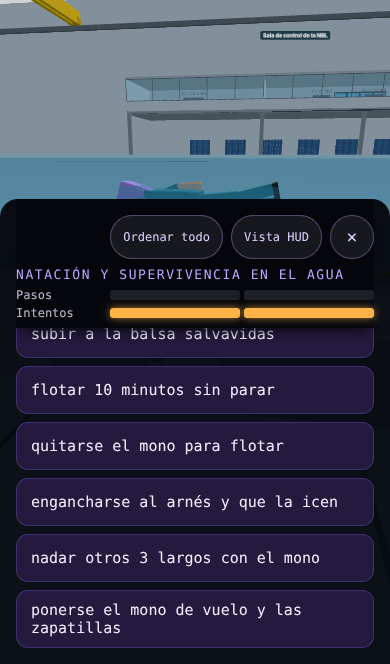 Sala de control de la NBL
Ordenar todo
Vista HUD
×
NATACIÓN Y SUPERVIVENCIA EN EL AGUA
Pasos
Intentos
subir a la balsa salvavidas
flotar 10 minutos sin parar
quitarse el mono para flotar
engancharse al arnés y que la icen
nadar otros 3 largos con el mono
ponerse el mono de vuelo y las
zapatillas